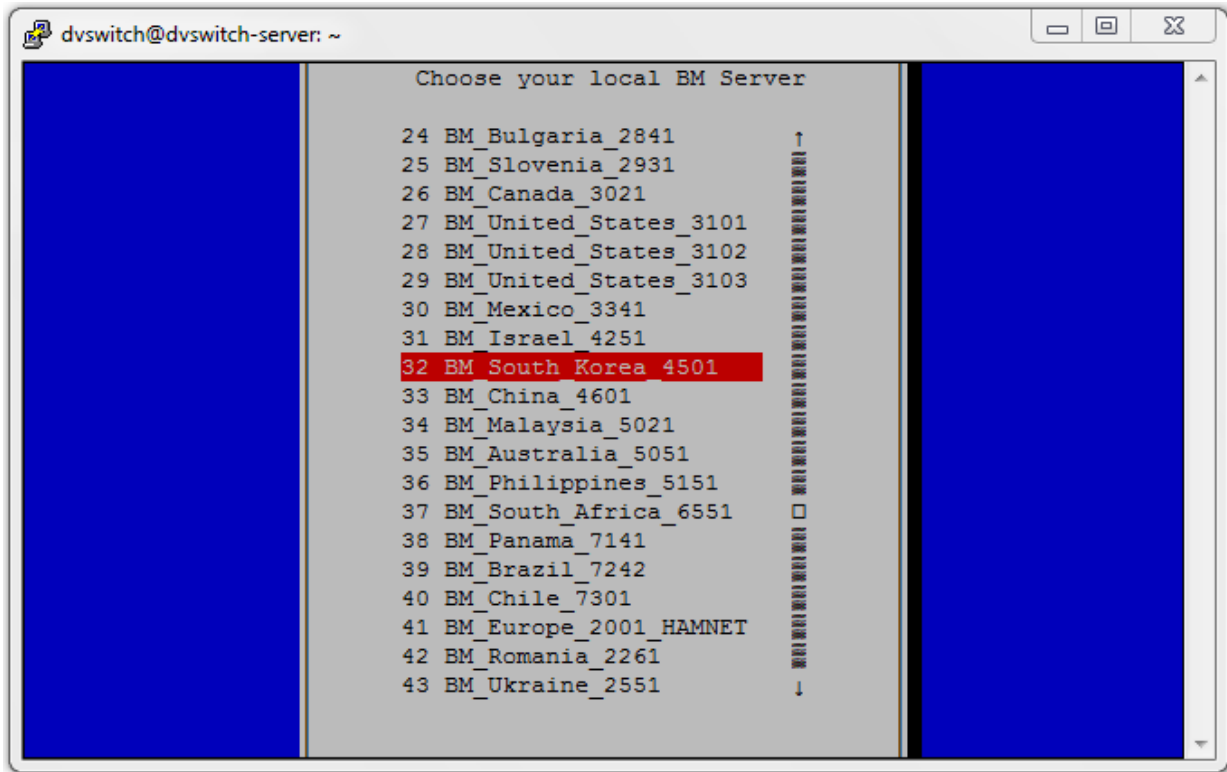 dvswitch@dvswitch-server: ~
Choose your local BM Server
24 BM_Bulgaria_2841
25 BM_Slovenia_2931
26 BM_Canada_3021
27 BM_United_States_3101
28 BM_United_States_3102
29 BM_United_States_3103
30 BM_Mexico_3341
31 BM_Israel_4251
32 BM_South_Korea_4501
33 BM_China_4601
34 BM_Malaysia_5021
35 BM_Australia_5051
36 BM_Philippines_5151
37 BM_South_Africa_6551
38 BM_Panama_7141
39 BM_Brazil_7242
40 BM_Chile_7301
41 BM_Europe_2001_HAMNET
42 BM_Romania_2261
43 BM_Ukraine_2551